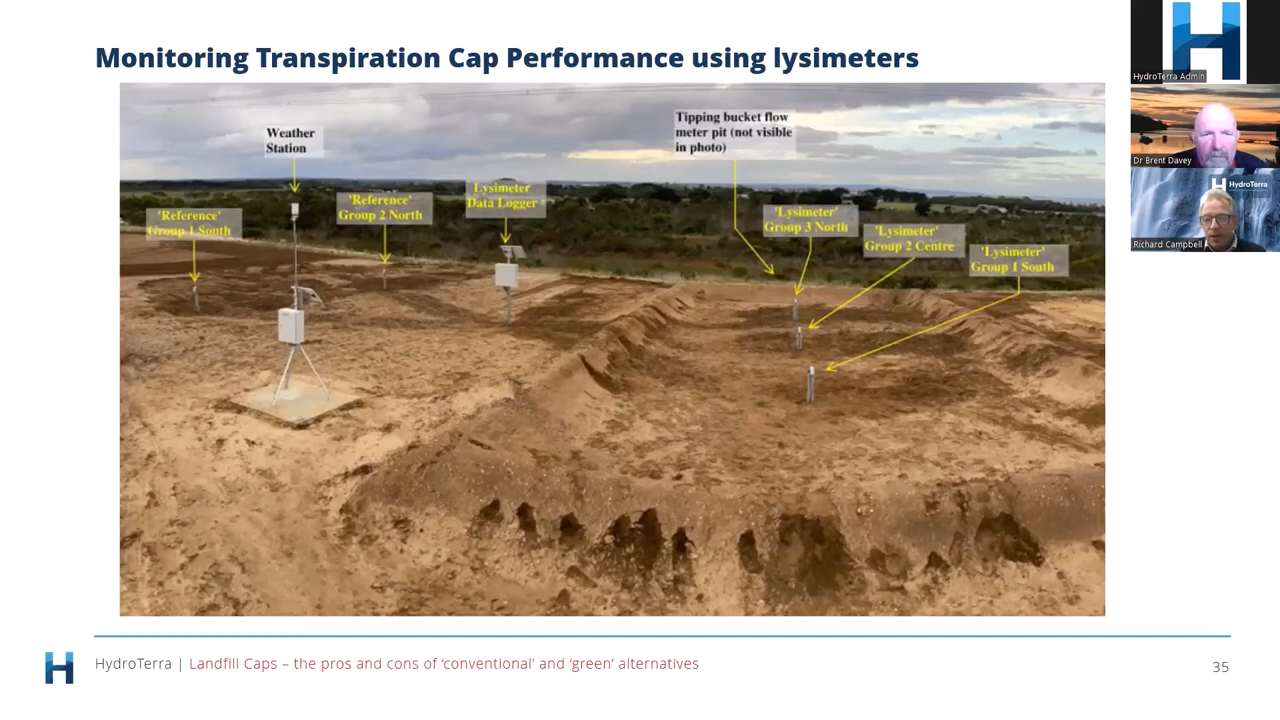 Monitoring Transpiration Cap Performance using lysimeters
Weather
Station
Tipping bucket flow
meter pit (not visible
in photo)
'Reference'
Group 1 South
'Reference'
Group 2 North
Lysimeter
Data Logger
'Lysimeter'
Group 3 North
'Lysimeter'
Group 2 Centre
'Lysimeter'
Group 1 South
HydroTerra Admin
Dr Brent Davey
HydroTerra
Richard Campbell
HydroTerra | Landfill Caps – the pros and cons of ‘conventional’ and ‘green’ alternatives
35